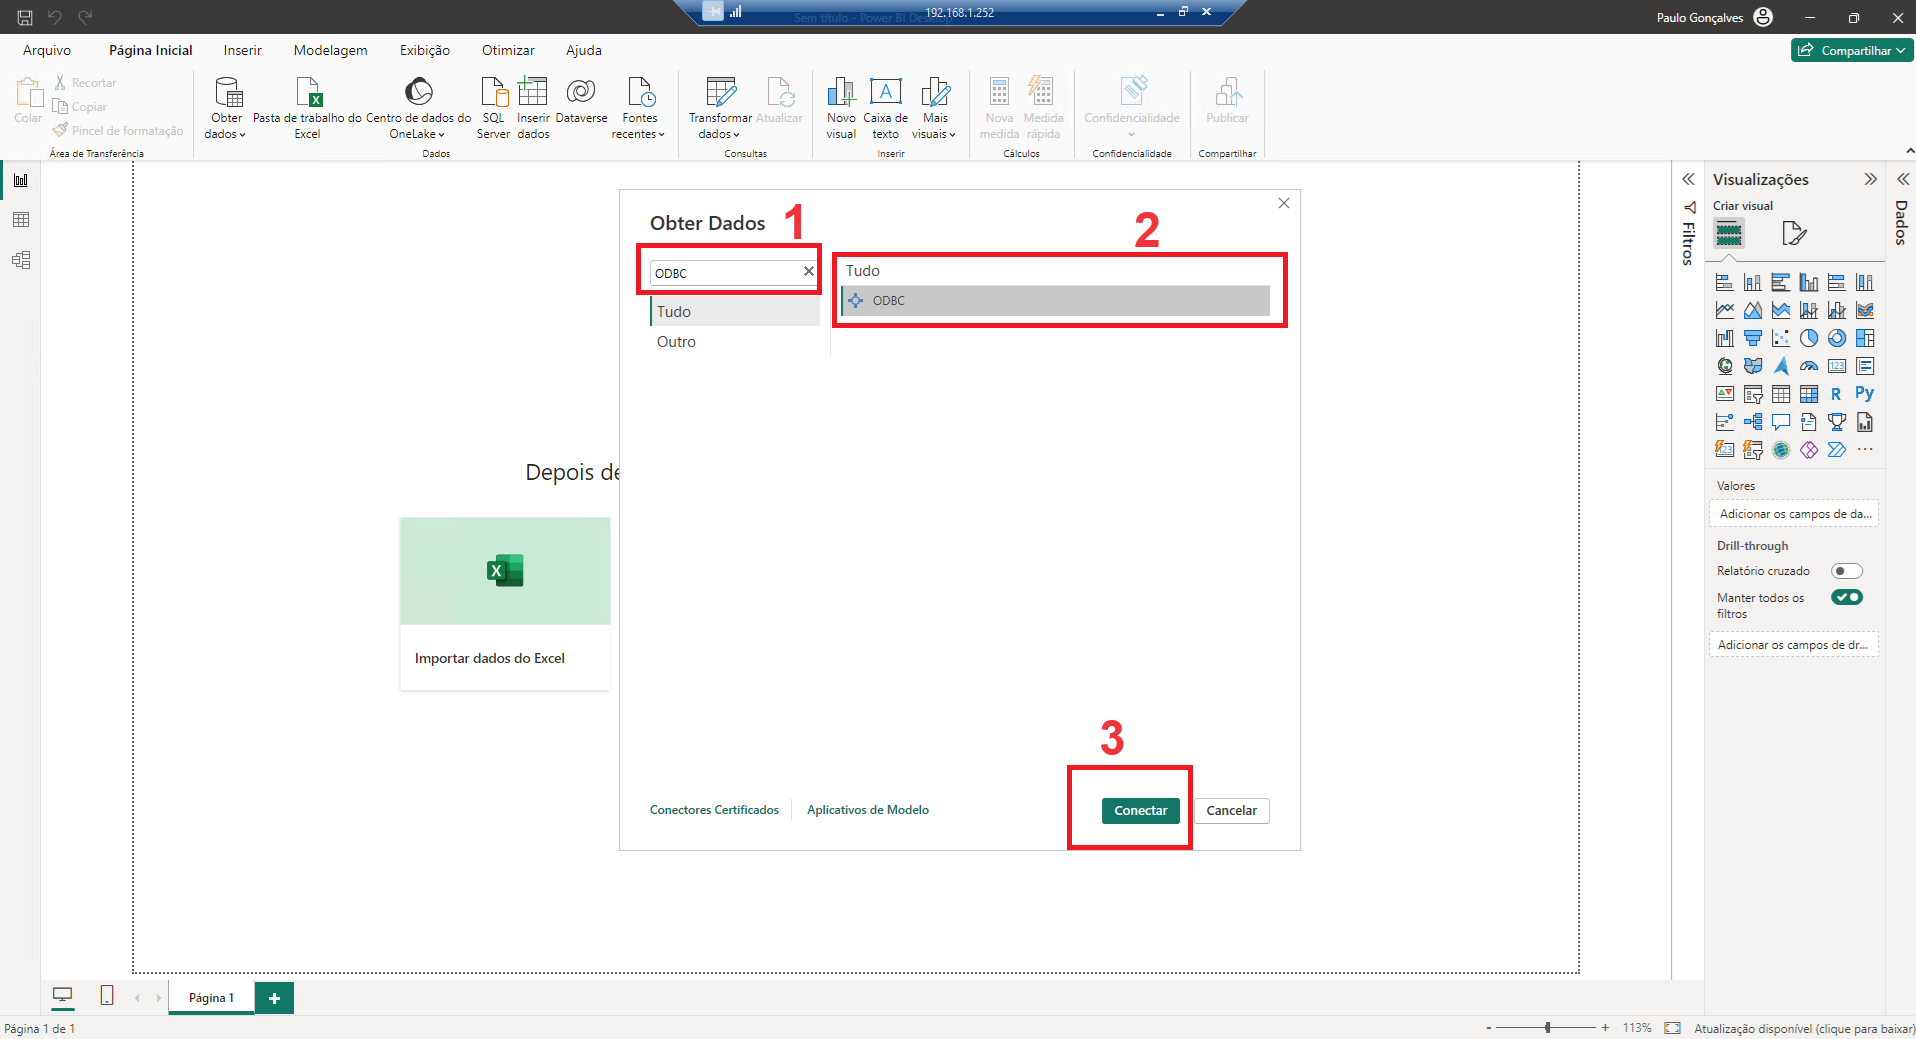 Sem título - Power BI Desktop
192.168.1.252
Paulo Gonçalves
Arquivo
Página Inicial
Inserir
Modelagem
Exibição
Otimizar
Ajuda
Compartilhar
Colar
Recortar
Copiar
Pincel de formatação
Área de Transferência
Obter
dados
Pasta de trabalho do
Excel
Centro de dados do
OneLake
SQL
Server
Inserir
dados
Dataverse
Fontes
recentes
Dados
Transformar
dados
Atualizar
Consultas
Novo
visual
Caixa de
texto
Mais
visuais
Inserir
Nova
medida
Medida
rápida
Cálculos
Confidencialidade
Confidencialidade
Publicar
Compartilhar
Obter Dados
1
ODBC
Tudo
Outro
2
Tudo
ODBC
3
Conectores Certificados
Aplicativos de Modelo
Conectar
Cancelar
Depois de
Importar dados do Excel
Filtros
Visualizações
Criar visual
123
R
Py
123
Valores
Adicionar os campos de da...
Drill-through
Relatório cruzado
Manter todos os
filtros
Adicionar os campos de dr...
Dados
Página 1
Página 1 de 1
- + 113%
Atualização disponível (clique para baixar)